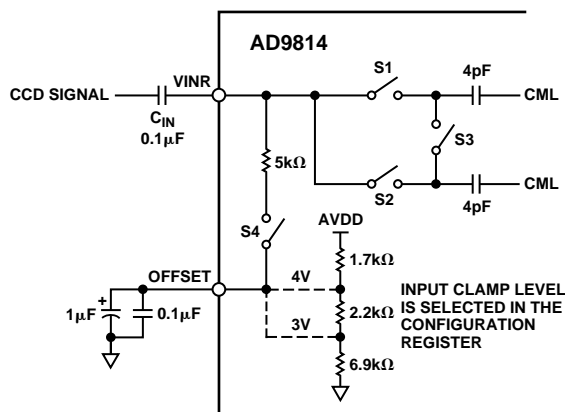 AD9814
S1
4pF
CCD SIGNAL
VINR
CML
C_IN
0.1μF
S3
5kΩ
S2
CML
4pF
S4
AVDD
1.7kΩ
OFFSET
4V
INPUT CLAMP LEVEL
IS SELECTED IN THE
CONFIGURATION
REGISTER
+
1μF
0.1μF
2.2kΩ
3V
6.9kΩ